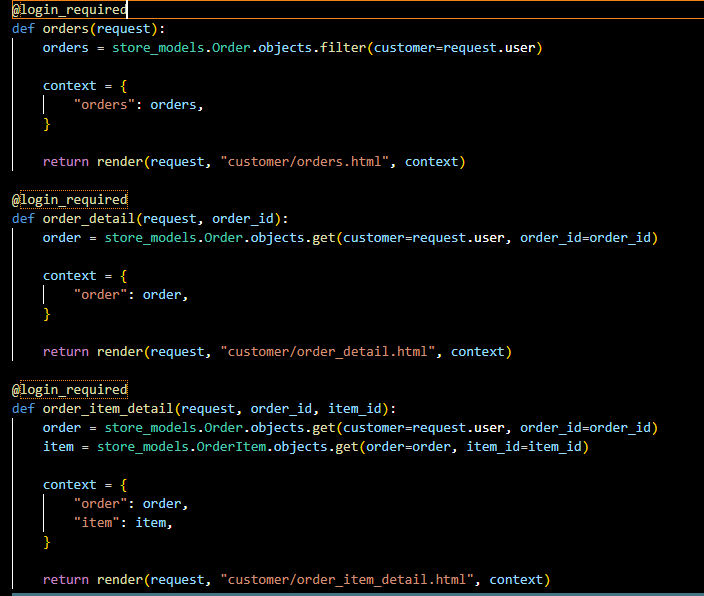 @login_required
def orders(request):
    orders = store_models.Order.objects.filter(customer=request.user)
    context = {
        "orders": orders,
    }
    return render(request, "customer/orders.html", context)
@login_required
def order_detail(request, order_id):
    order = store_models.Order.objects.get(customer=request.user, order_id=order_id)
    context = {
        "order": order,
    }
    return render(request, "customer/order_detail.html", context)
@login_required
def order_item_detail(request, order_id, item_id):
    order = store_models.Order.objects.get(customer=request.user, order_id=order_id)
    item = store_models.OrderItem.objects.get(order=order, item_id=item_id)
    context = {
        "order": order,
        "item": item,
    }
    return render(request, "customer/order_item_detail.html", context)